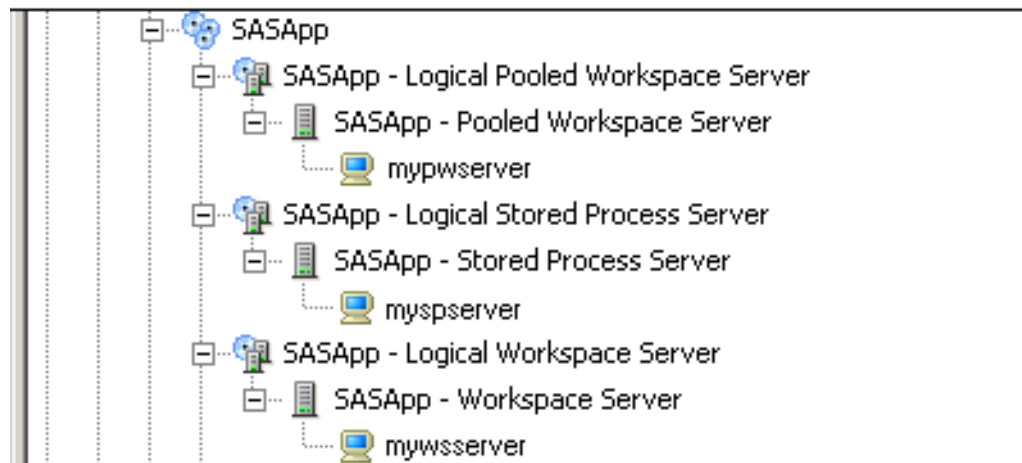 SASApp
SASApp - Logical Pooled Workspace Server
SASApp - Pooled Workspace Server
mypwserver
SASApp - Logical Stored Process Server
SASApp - Stored Process Server
myspserver
SASApp - Logical Workspace Server
SASApp - Workspace Server
mywsserver